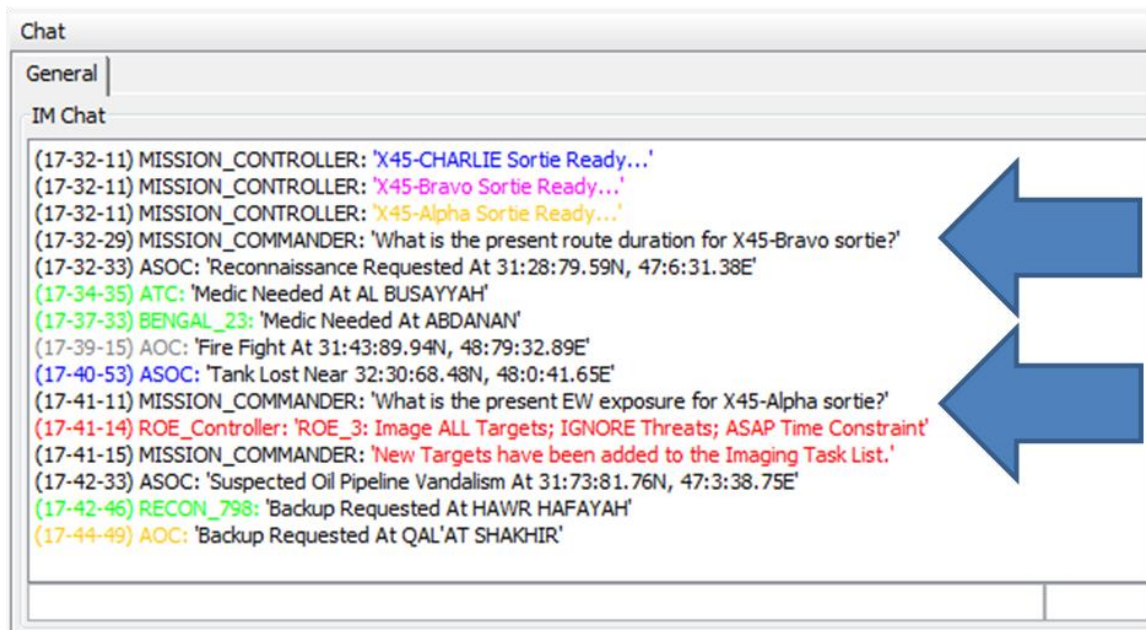 Chat
General
IM Chat
(17-32-11) MISSION_CONTROLLER: 'X45-CHARLIE Sortie Ready...'
(17-32-11) MISSION_CONTROLLER: 'X45-Bravo Sortie Ready...'
(17-32-11) MISSION_CONTROLLER: 'X45-Alpha Sortie Ready...'
(17-32-29) MISSION_COMMANDER: 'What is the present route duration for X45-Bravo sortie?'
(17-32-33) ASOC: 'Reconnaissance Requested At 31:28:79.59N, 47:6:31.38E'
(17-34-35) ATC: 'Medic Needed At AL BUSAYYAH'
(17-37-33) BENGAL_23: 'Medic Needed At ABDANAN'
(17-39-15) AOC: 'Fire Fight At 31:43:89.94N, 48:79:32.89E'
(17-40-53) ASOC: 'Tank Lost Near 32:30:68.48N, 48:0:41.65E'
(17-41-11) MISSION_COMMANDER: 'What is the present EW exposure for X45-Alpha sortie?'
(17-41-14) ROE_Controller: 'ROE_3: Image ALL Targets; IGNORE Threats; ASAP Time Constraint'
(17-41-15) MISSION_COMMANDER: 'New Targets have been added to the Imaging Task List.'
(17-42-33) ASOC: 'Suspected Oil Pipeline Vandalism At 31:73:81.76N, 47:3:38.75E'
(17-42-46) RECON_798: 'Backup Requested At HAWR HAFAYAH'
(17-44-49) AOC: 'Backup Requested At QAL'AT SHAKHIR'